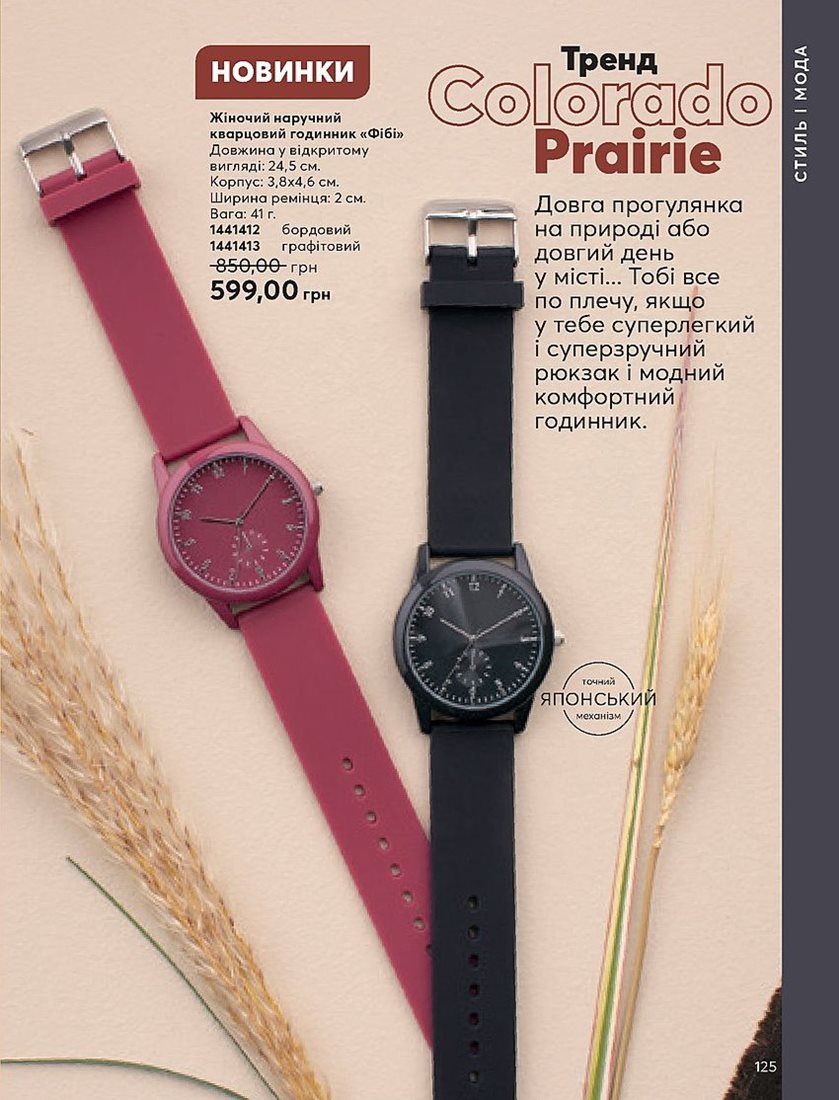 НОВИНКИ
Жіночий наручний
кварцовий годинник «Фібі»
Довжина у відкритому
вигляді: 24,5 см.
Корпус: 3,8х4,6 см.
Ширина ремінця: 2 см.
Вага: 41 г.
1441412 бордовий
1441413 графітовий
850,00 грн
599,00 грн
Тренд
Colorado
Prairie
Довга прогулянка
на природі або
довгий день
у місті... Тобі все
по плечу, якщо
у тебе суперлегкий
і суперзручний
рюкзак і модний
комфортний
годинник.
СТИЛЬ | МОДА
точний
ЯПОНСЬКИЙ
механізм
125